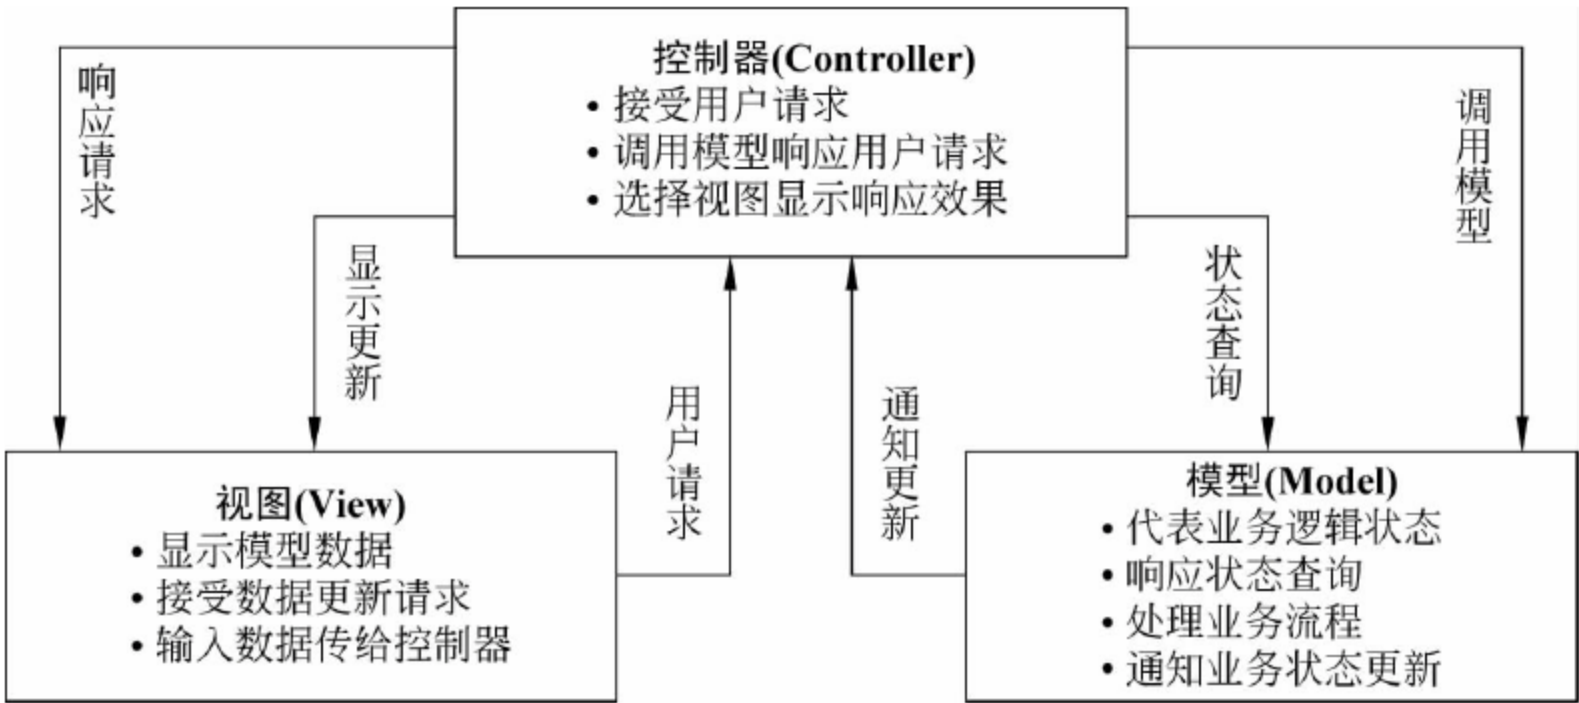 控制器(Controller)
• 接受用户请求
• 调用模型响应用户请求
• 选择视图显示响应效果
响应请求
显示更新
用户请求
通知更新
状态查询
调用模型
视图(View)
• 显示模型数据
• 接受数据更新请求
• 输入数据传给控制器
模型(Model)
• 代表业务逻辑状态
• 响应状态查询
• 处理业务流程
• 通知业务状态更新